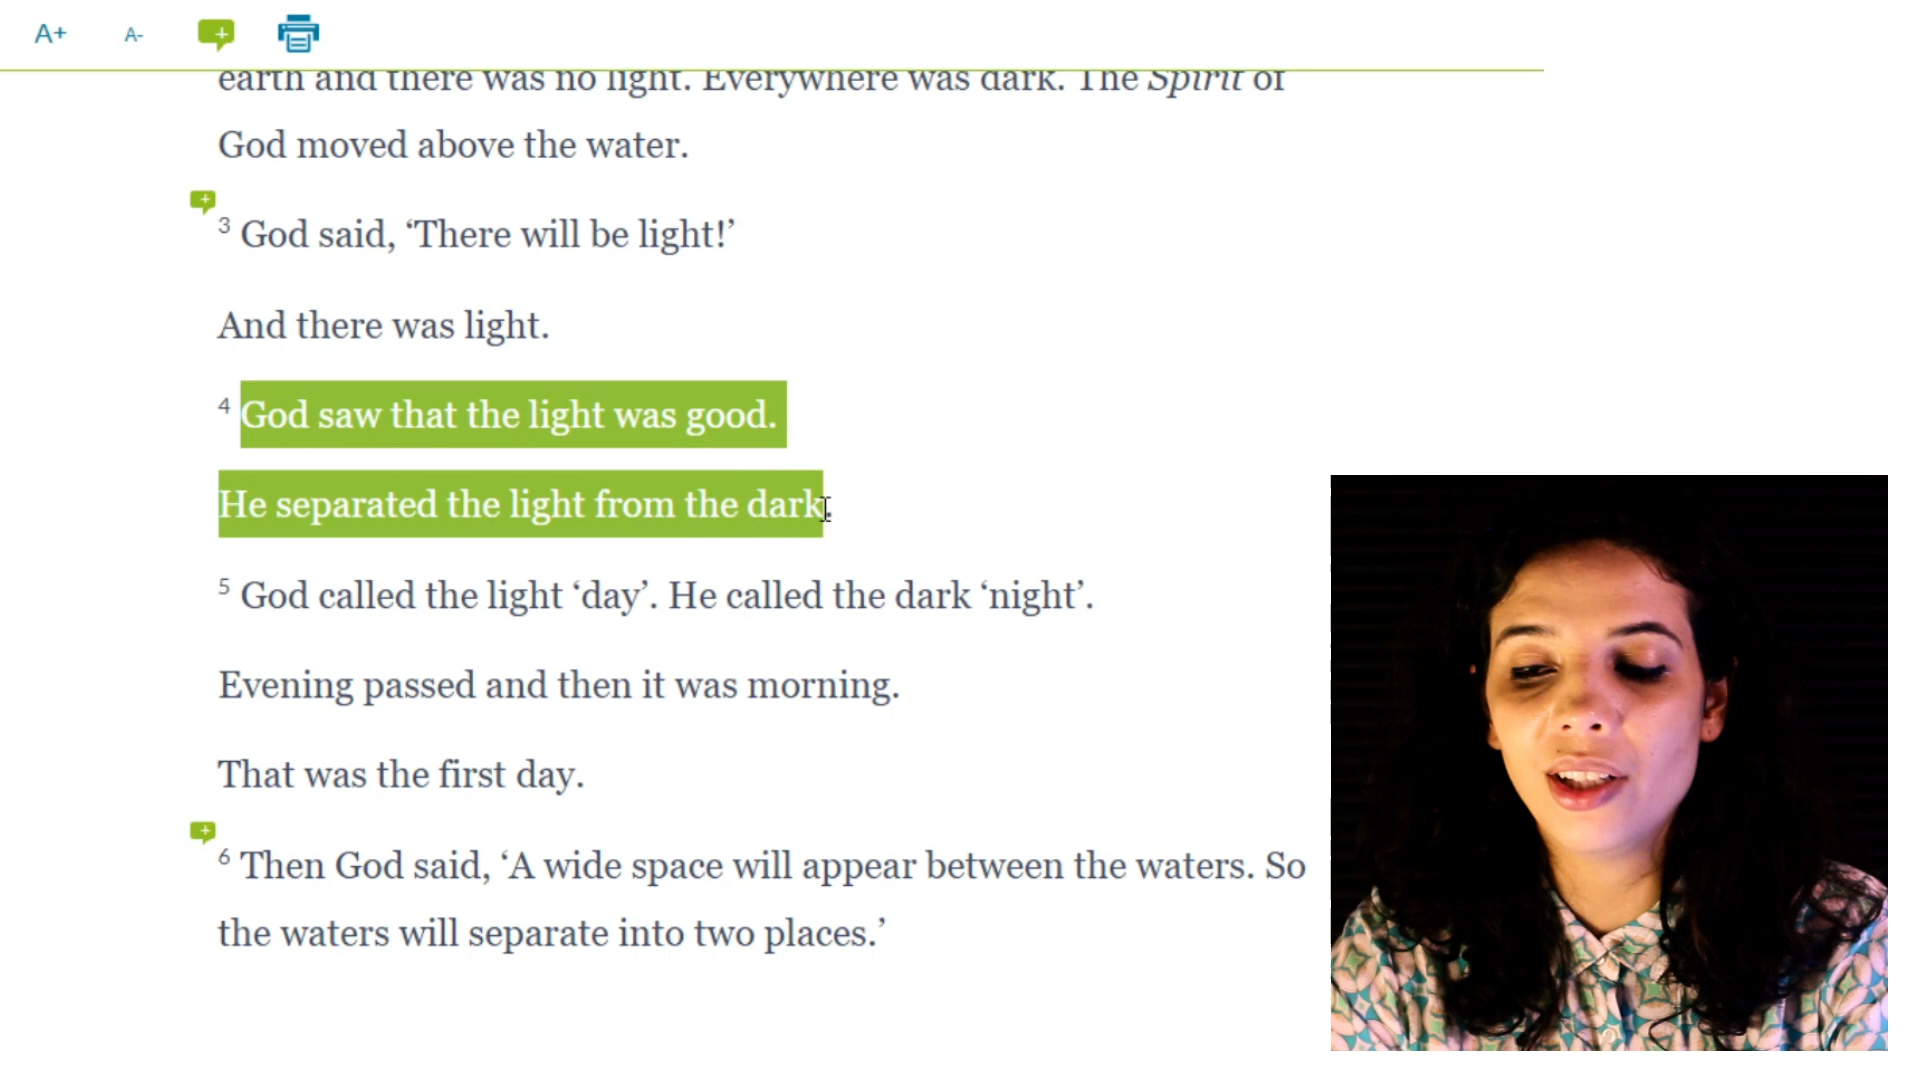 A+ A-
earth and there was no light. Everywhere was dark. The Spirit of
God moved above the water.
3 God said, ‘There will be light!’
And there was light.
4 God saw that the light was good.
He separated the light from the dark.
5 God called the light ‘day’. He called the dark ‘night’.
Evening passed and then it was morning.
That was the first day.
6 Then God said, ‘A wide space will appear between the waters. So
the waters will separate into two places.’